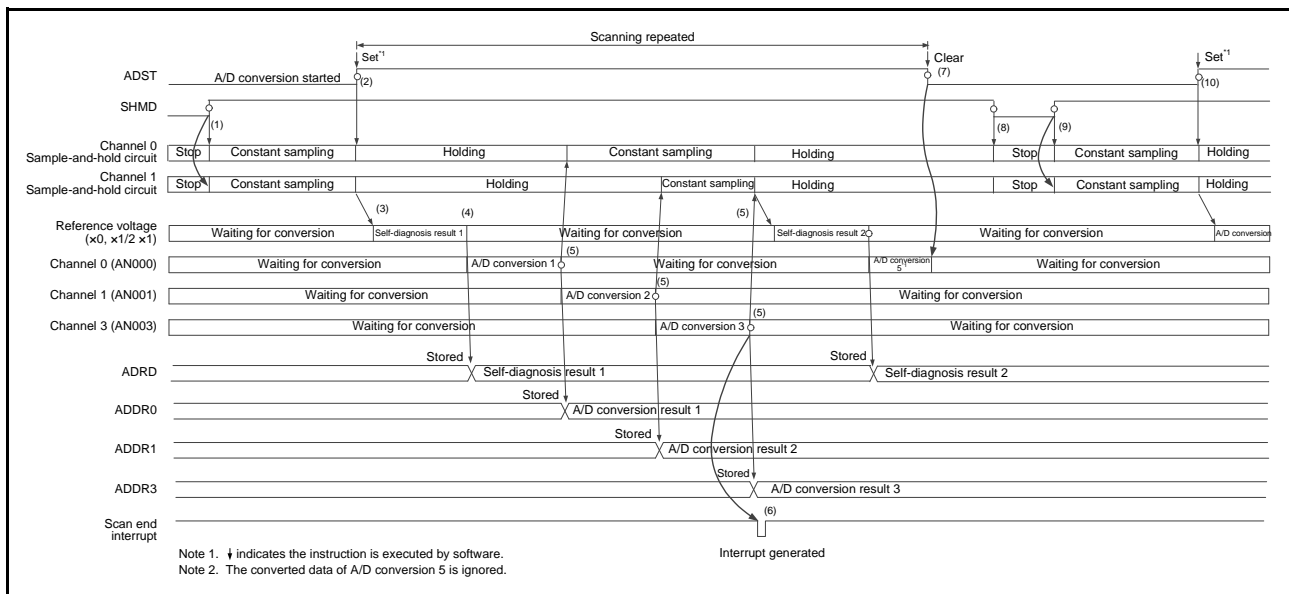 Scanning repeated
Set*1
Clear
Set*1
ADST
A/D conversion started
(2)
(7)
(10)
SHMD
(1)
(8)
(9)
Channel 0
Sample-and-hold circuit
Stop
Constant sampling
Holding
Constant sampling
Holding
Stop
Constant sampling
Holding
Channel 1
Sample-and-hold circuit
Stop
Constant sampling
Holding
Constant sampling
Holding
Stop
Constant sampling
Holding
(3)
(4)
(5)
Reference voltage
(×0, ×1/2 ×1)
Waiting for conversion
Self-diagnosis result 1
Waiting for conversion
Self-diagnosis result 2
Waiting for conversion
A/D conversion
(5)
Channel 0 (AN000)
Waiting for conversion
A/D conversion 1
Waiting for conversion
A/D conversion
5
Waiting for conversion
(5)
Channel 1 (AN001)
Waiting for conversion
A/D conversion 2
Waiting for conversion
(5)
Channel 3 (AN003)
Waiting for conversion
A/D conversion 3
Waiting for conversion
Stored
Stored
ADRD
Self-diagnosis result 1
Self-diagnosis result 2
Stored
ADDR0
A/D conversion result 1
Stored
ADDR1
A/D conversion result 2
Stored
ADDR3
A/D conversion result 3
(6)
Scan end
interrupt
Interrupt generated
Note 1. ↓ indicates the instruction is executed by software.
Note 2. The converted data of A/D conversion 5 is ignored.